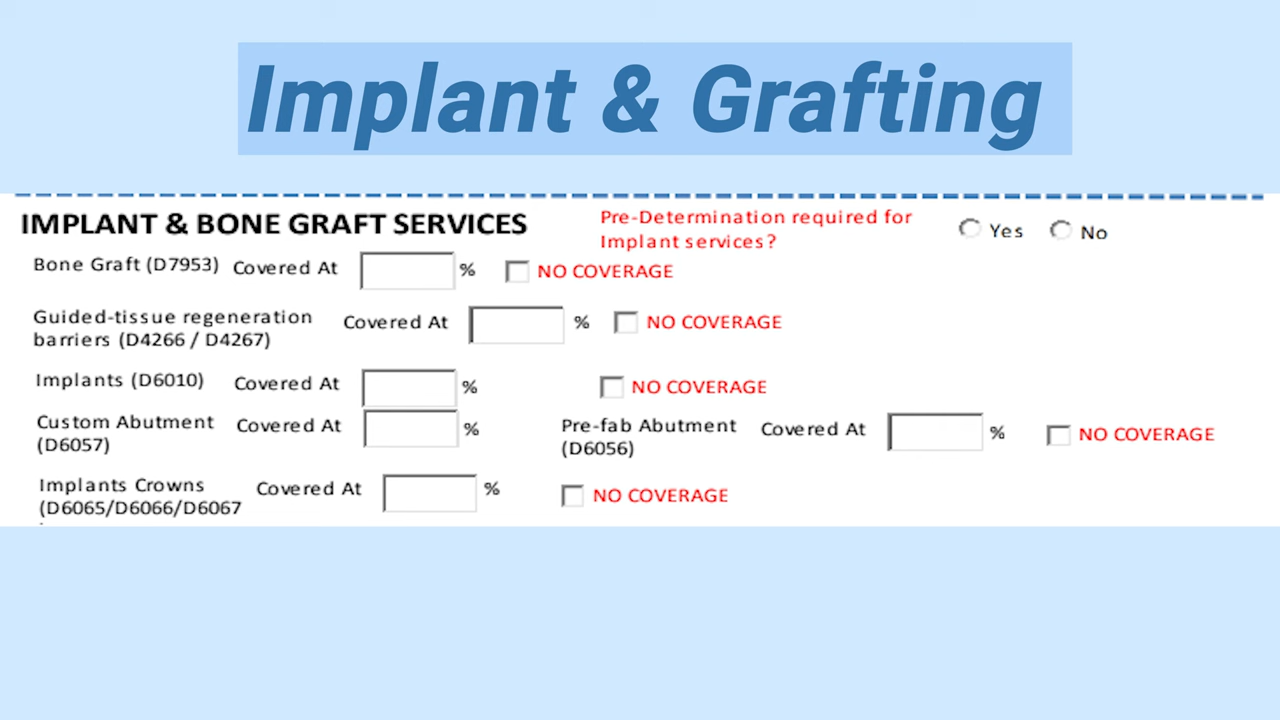 Implant & Grafting
IMPLANT & BONE GRAFT SERVICES
Pre-Determination required for
Implant services?
Yes
No
Bone Graft (D7953) Covered At % NO COVERAGE
Guided-tissue regeneration
barriers (D4266 / D4267)
Covered At % NO COVERAGE
Implants (D6010) Covered At % NO COVERAGE
Custom Abutment
(D6057)
Covered At %
Pre-fab Abutment
(D6056)
Covered At % NO COVERAGE
Implants Crowns
(D6065/D6066/D6067
Covered At % NO COVERAGE